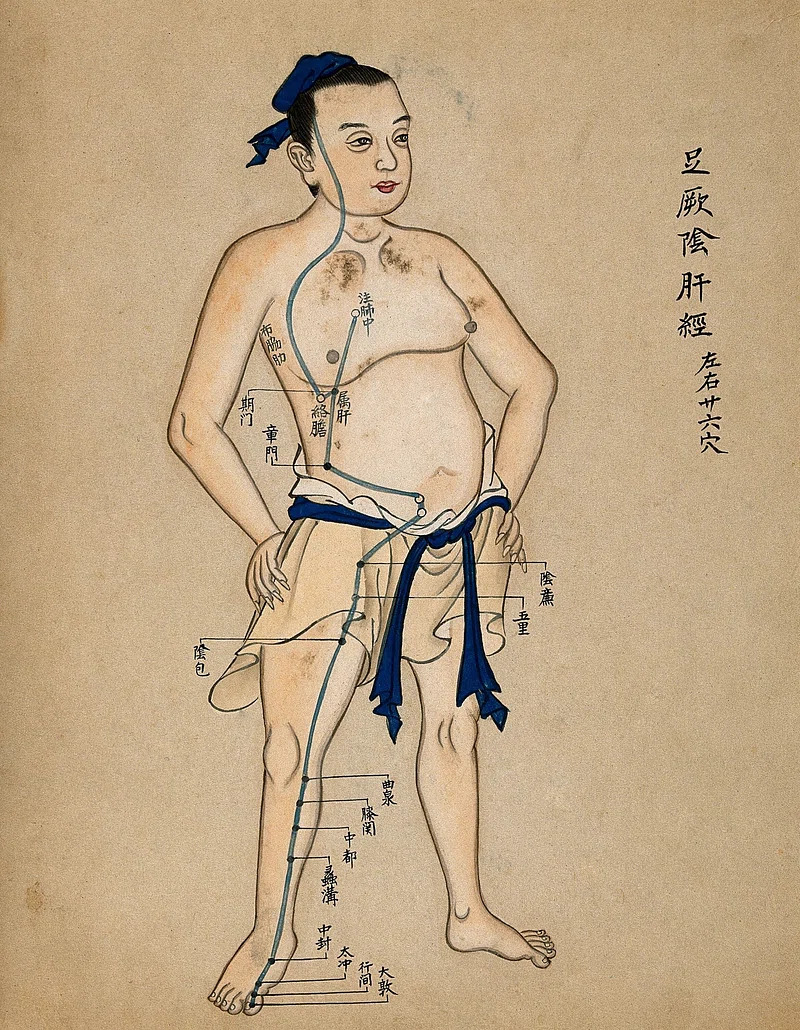 足厥陰肝經
左右廿六穴
注肺中
布脇肋
属肝
絡膽
期门
章門
陰廉
五里
陰包
曲泉
膝関
中都
蠡溝
中封
太冲
行间
大敦